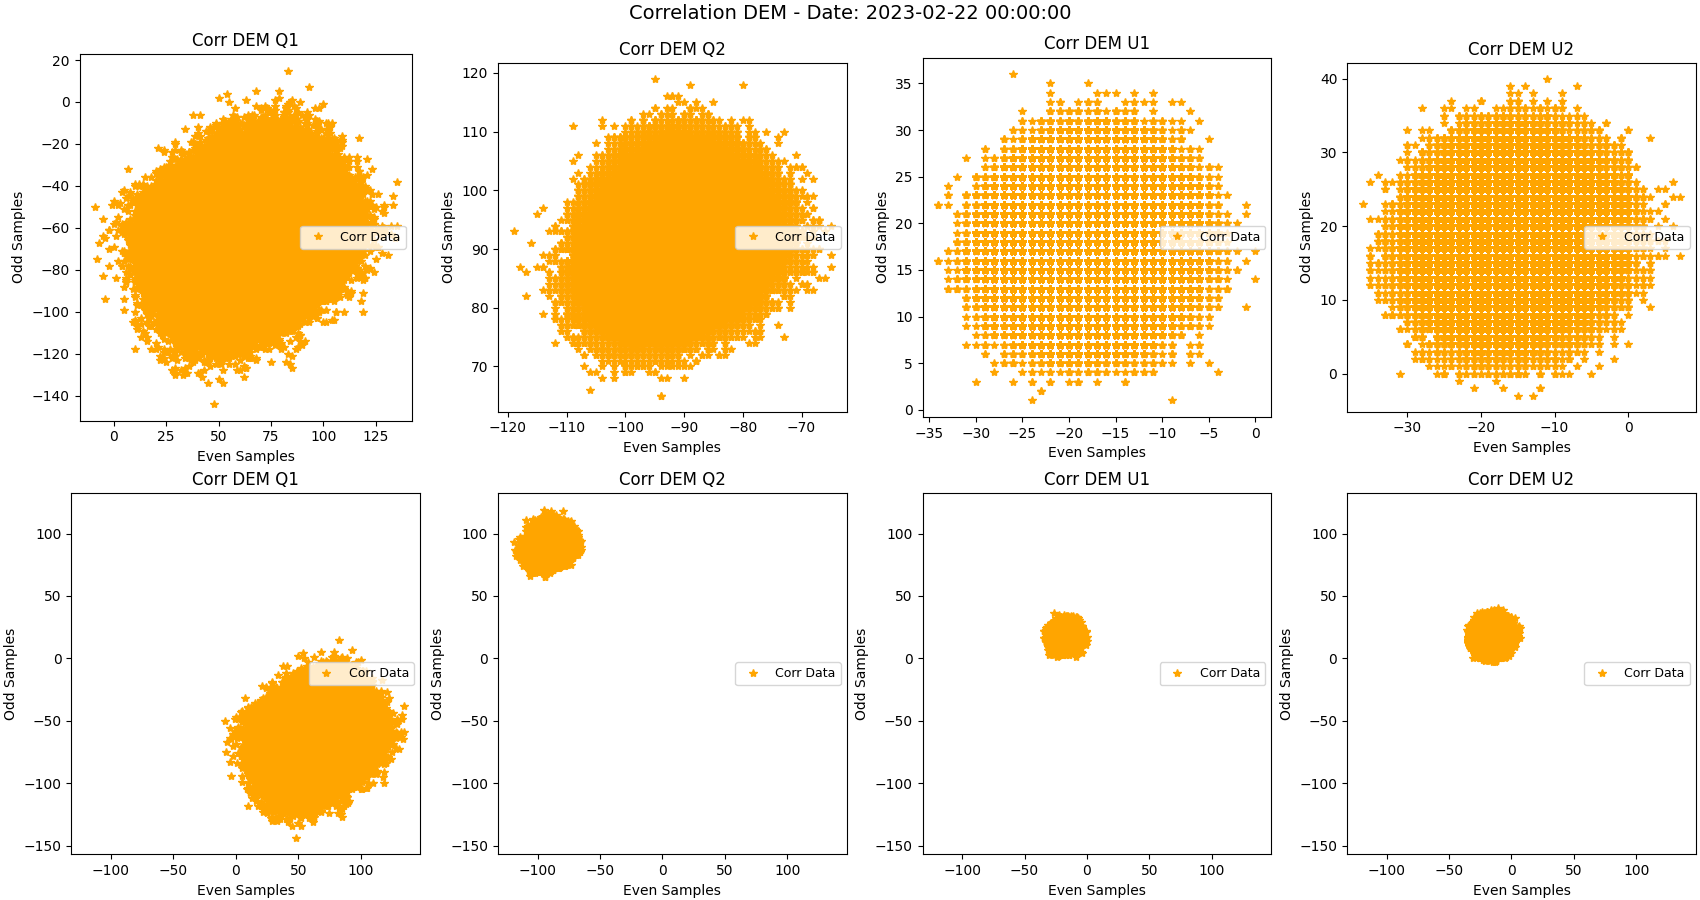 Correlation DEM - Date: 2023-02-22 00:00:00
Corr DEM Q1
20
0
−20
−40
−60
−80
−100
−120
−140
Odd Samples
Corr Data
0 25 50 75 100 125
Even Samples
Corr DEM Q2
120
110
100
90
80
70
Odd Samples
Corr Data
−120 −110 −100 −90 −80 −70
Even Samples
Corr DEM U1
35
30
25
20
15
10
5
0
Odd Samples
Corr Data
−35 −30 −25 −20 −15 −10 −5 0
Even Samples
Corr DEM U2
40
30
20
10
0
Odd Samples
Corr Data
−30 −20 −10 0
Even Samples
Corr DEM Q1
100
50
0
−50
−100
−150
Odd Samples
Corr Data
−100 −50 0 50 100
Even Samples
Corr DEM Q2
100
50
0
−50
−100
−150
Odd Samples
Corr Data
−100 −50 0 50 100
Even Samples
Corr DEM U1
100
50
0
−50
−100
−150
Odd Samples
Corr Data
−100 −50 0 50 100
Even Samples
Corr DEM U2
100
50
0
−50
−100
−150
Odd Samples
Corr Data
−100 −50 0 50 100
Even Samples